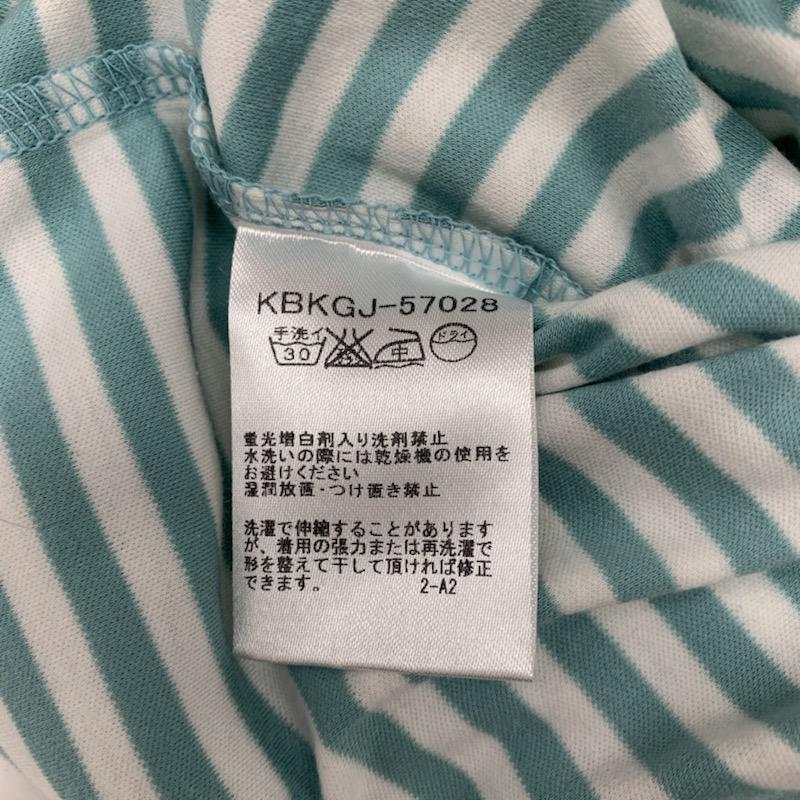 KBKGJ-57028
手洗イ 30 中 ドライ
蛍光増白剤入り洗剤禁止
水洗いの際には乾燥機の使用を
お避けください
湿潤放置・つけ置き禁止
洗濯で伸縮することがあります
が、着用の張力または再洗濯で
形を整えて干して頂ければ修正
できます。 2-A2